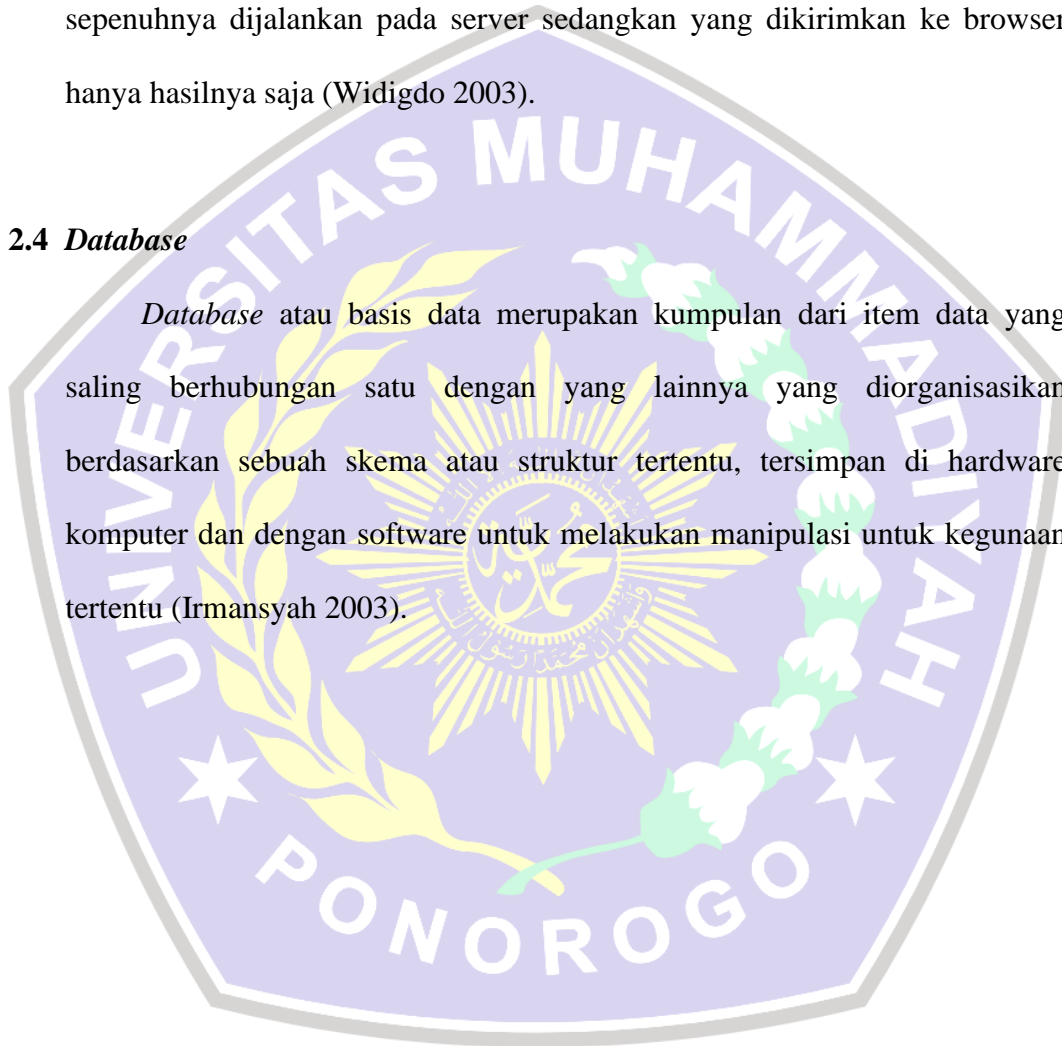 sepenuhnya dijalankan pada server sedangkan yang dikirimkan ke browser
hanya hasilnya saja (Widigdo 2003).
2.4 Database
Database atau basis data merupakan kumpulan dari item data yang
saling berhubungan satu dengan yang lainnya yang diorganisasikan
berdasarkan sebuah skema atau struktur tertentu, tersimpan di hardware
komputer dan dengan software untuk melakukan manipulasi untuk kegunaan
tertentu (Irmansyah 2003).
UNIVERSITAS MUHAMMADIYAH
PONOROGO
محمدية